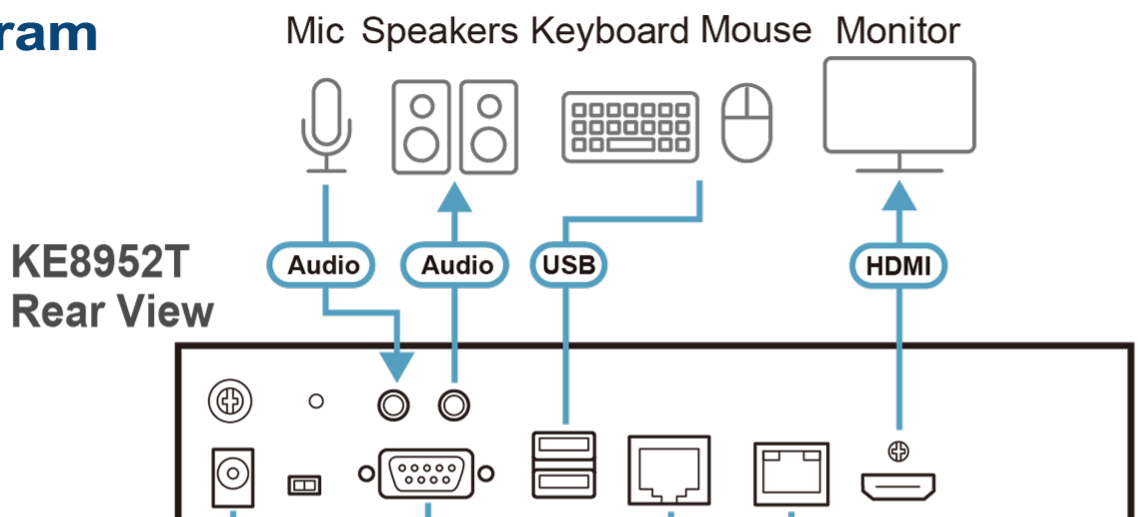 ram
Mic Speakers Keyboard Mouse Monitor
KE8952T
Rear View
Audio Audio USB HDMI